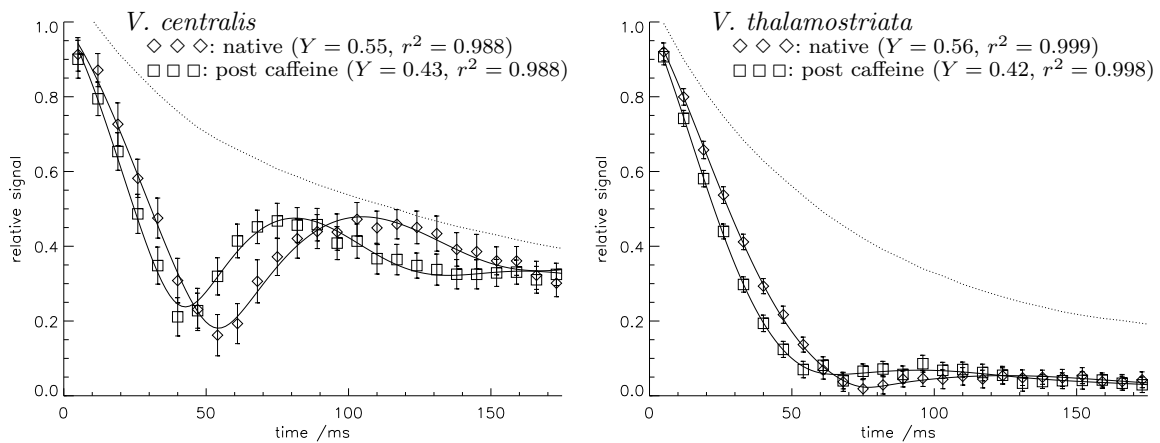 V. centralis
◇ ◇ ◇: native (Y = 0.55, r² = 0.988)
□ □ □: post caffeine (Y = 0.43, r² = 0.988)
1.0
0.8
0.6
0.4
0.2
0.0
relative signal
0 50 100 150
time /ms
V. thalamostriata
◇ ◇ ◇: native (Y = 0.56, r² = 0.999)
□ □ □: post caffeine (Y = 0.42, r² = 0.998)
1.0
0.8
0.6
0.4
0.2
0.0
relative signal
0 50 100 150
time /ms